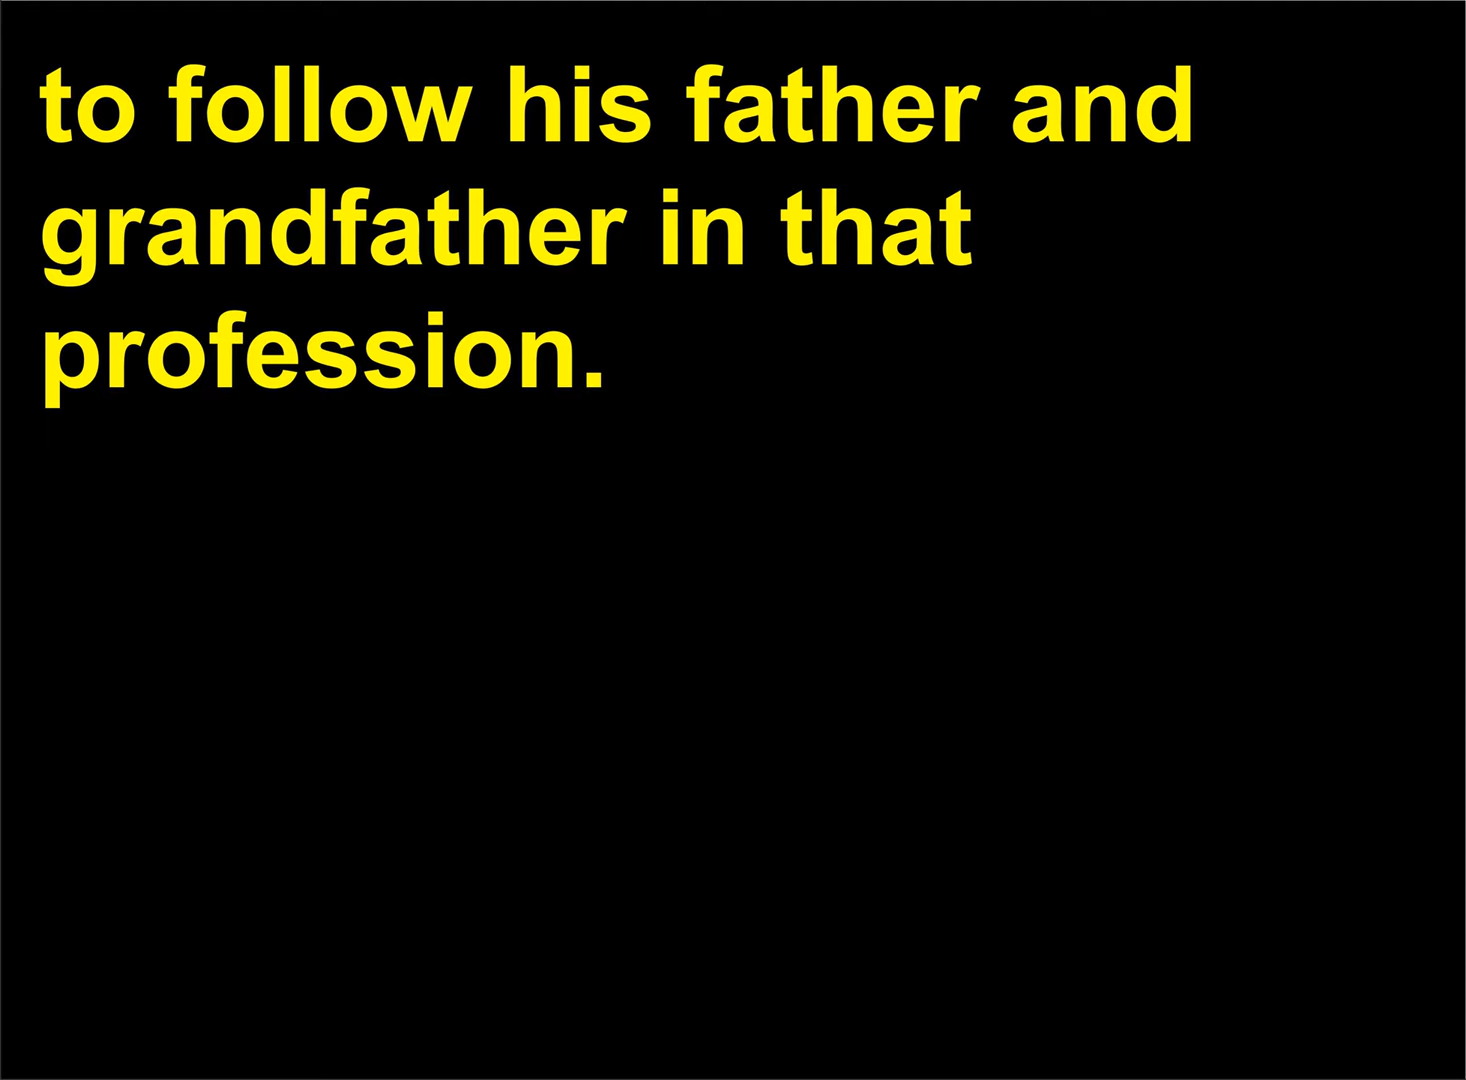 to follow his father and
grandfather in that
profession.